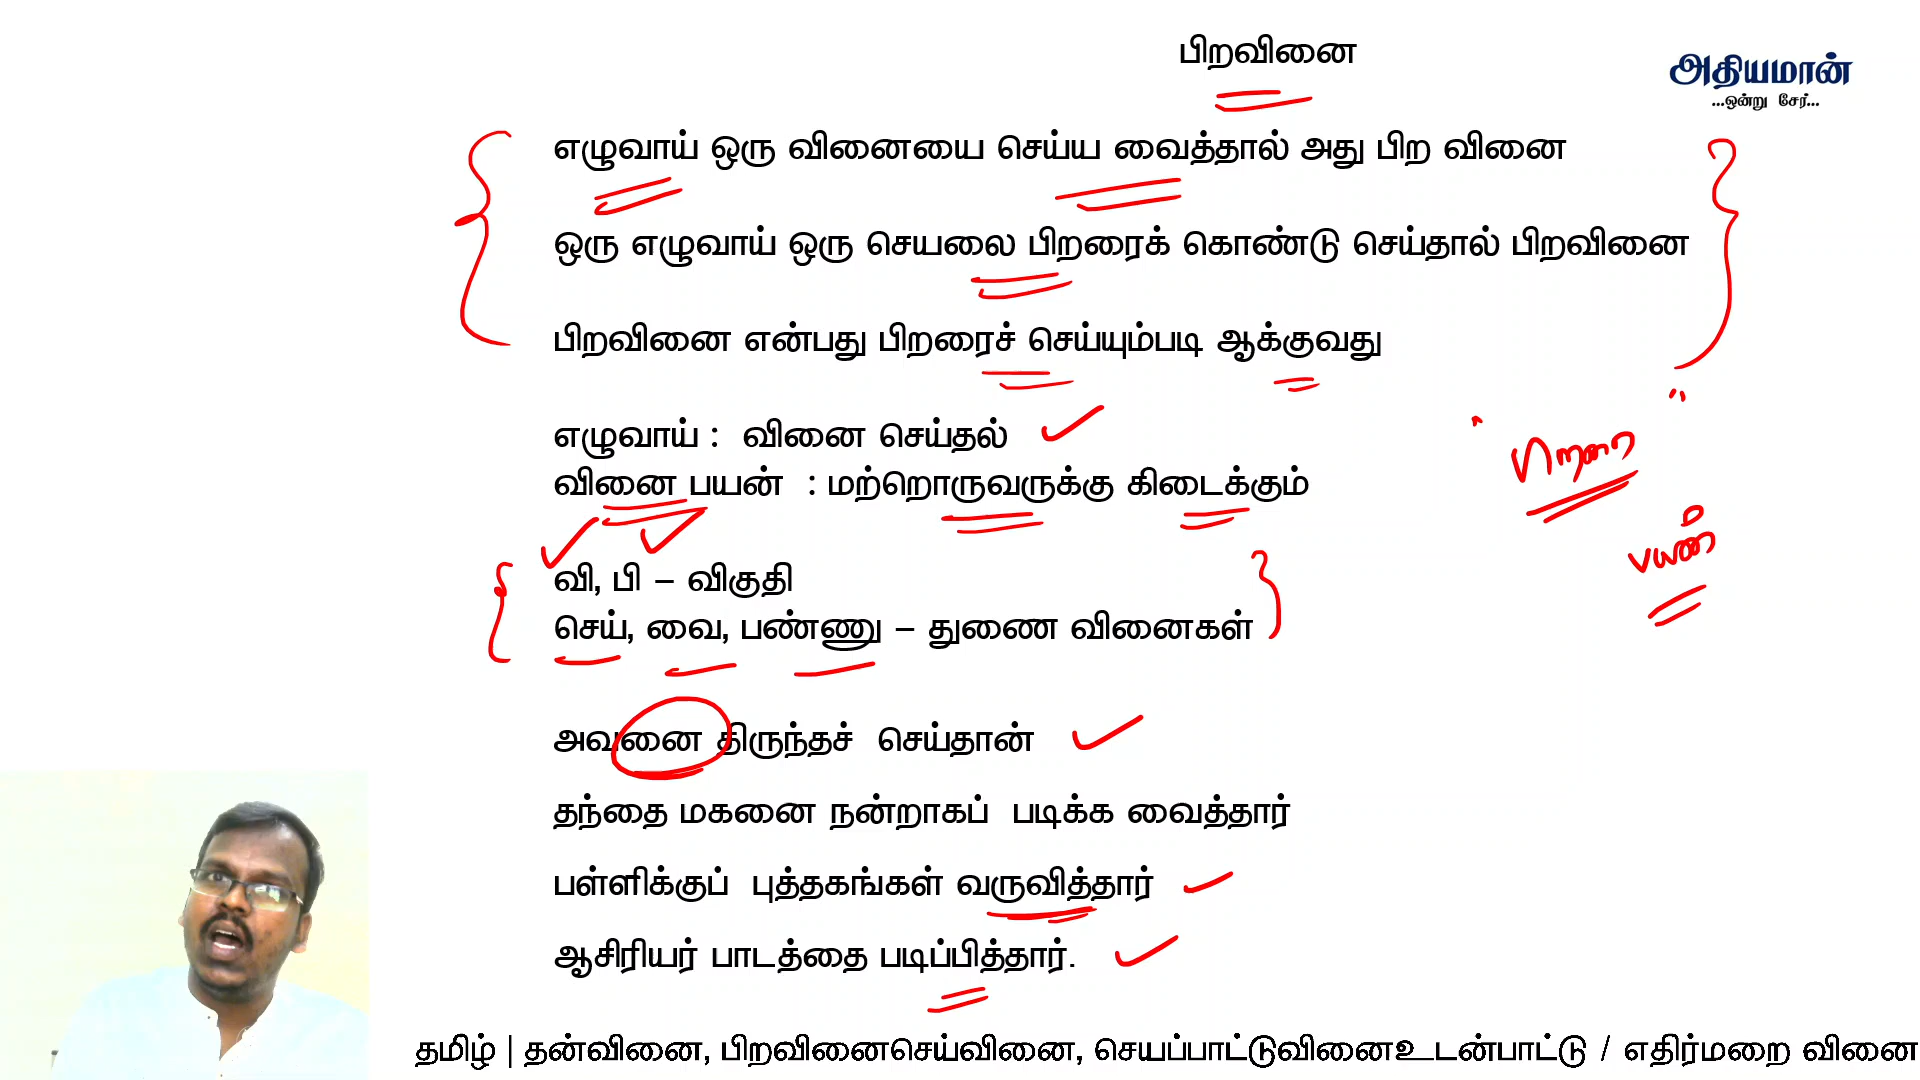 பிறவினை
அதியமான்
...ஒன்று சேர்...
எழுவாய் ஒரு வினையை செய்ய வைத்தால் அது பிற வினை
ஒரு எழுவாய் ஒரு செயலை பிறரைக் கொண்டு செய்தால் பிறவினை
பிறவினை என்பது பிறரைச் செய்யும்படி ஆக்குவது
எழுவாய் : வினை செய்தல்
வினை பயன் : மற்றொருவருக்கு கிடைக்கும்
"பிறரை"
பயண்
வி, பி – விகுதி
செய், வை, பண்ணு – துணை வினைகள்
அவனை திருந்தச் செய்தான்
தந்தை மகனை நன்றாகப் படிக்க வைத்தார்
பள்ளிக்குப் புத்தகங்கள் வருவித்தார்
ஆசிரியர் பாடத்தை படிப்பித்தார்.
தமிழ் | தன்வினை, பிறவினைசெய்வினை, செயப்பாட்டுவினைஉடன்பாட்டு / எதிர்மறை வினை